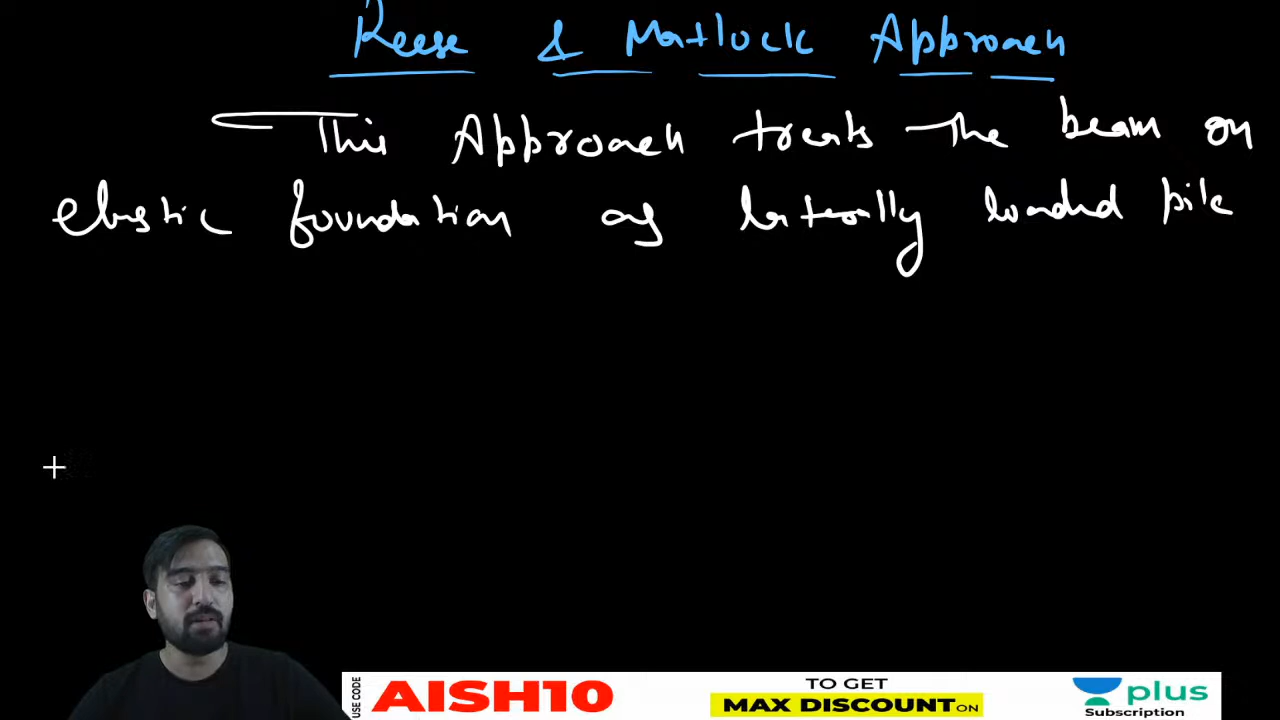 Reese & Matlock Approach
This Approach treats the beam on
elastic foundation as laterally loaded pile
USE CODE
AISH10
TO GET
MAX DISCOUNT ON
plus
Subscription